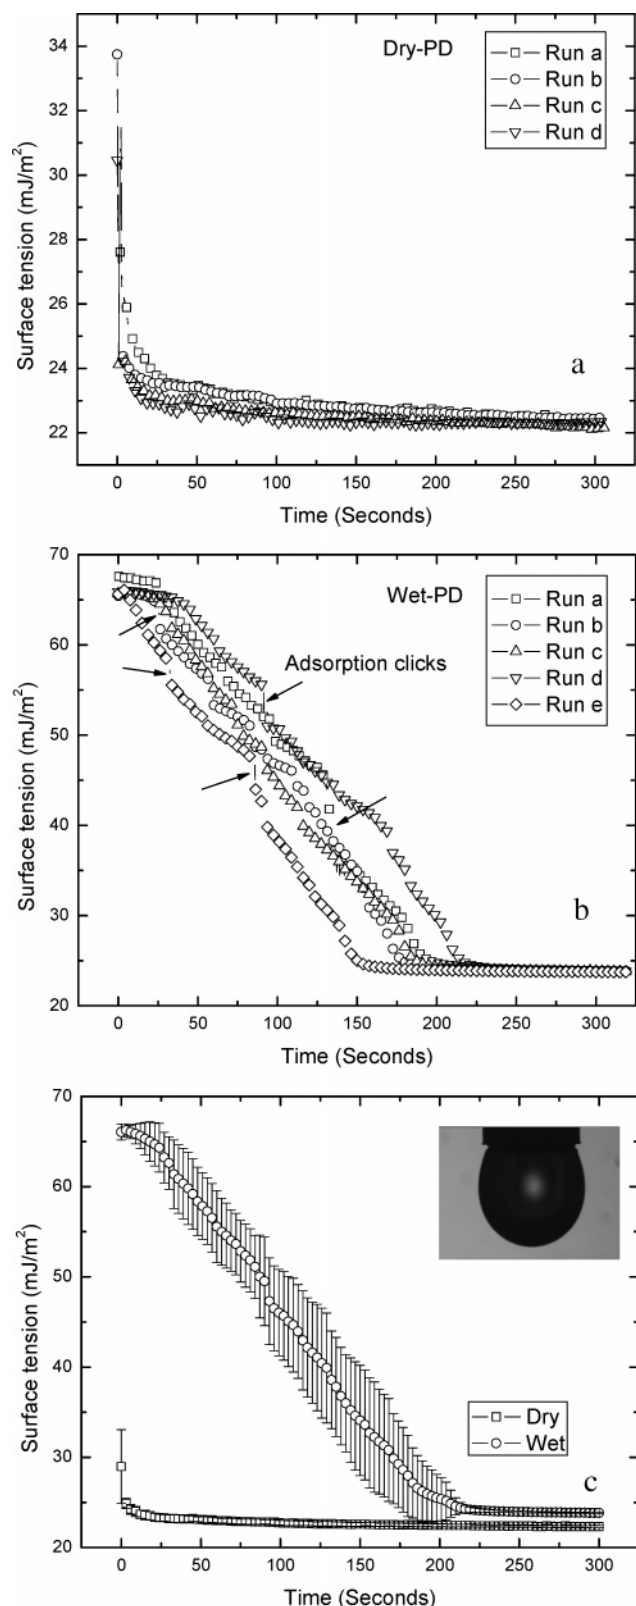 Dry-PD
Run a
Run b
Run c
Run d
34
32
30
28
26
24
22
Surface tension (mJ/m²)
a
0 50 100 150 200 250 300
Time (Seconds)
Wet-PD
Run a
Run b
Run c
Run d
Run e
Adsorption clicks
70
60
50
40
30
20
Surface tension (mJ/m²)
b
0 50 100 150 200 250 300
Time (Seconds)
70
60
50
40
30
20
Surface tension (mJ/m²)
Dry
Wet
c
0 50 100 150 200 250 300
Time (Seconds)